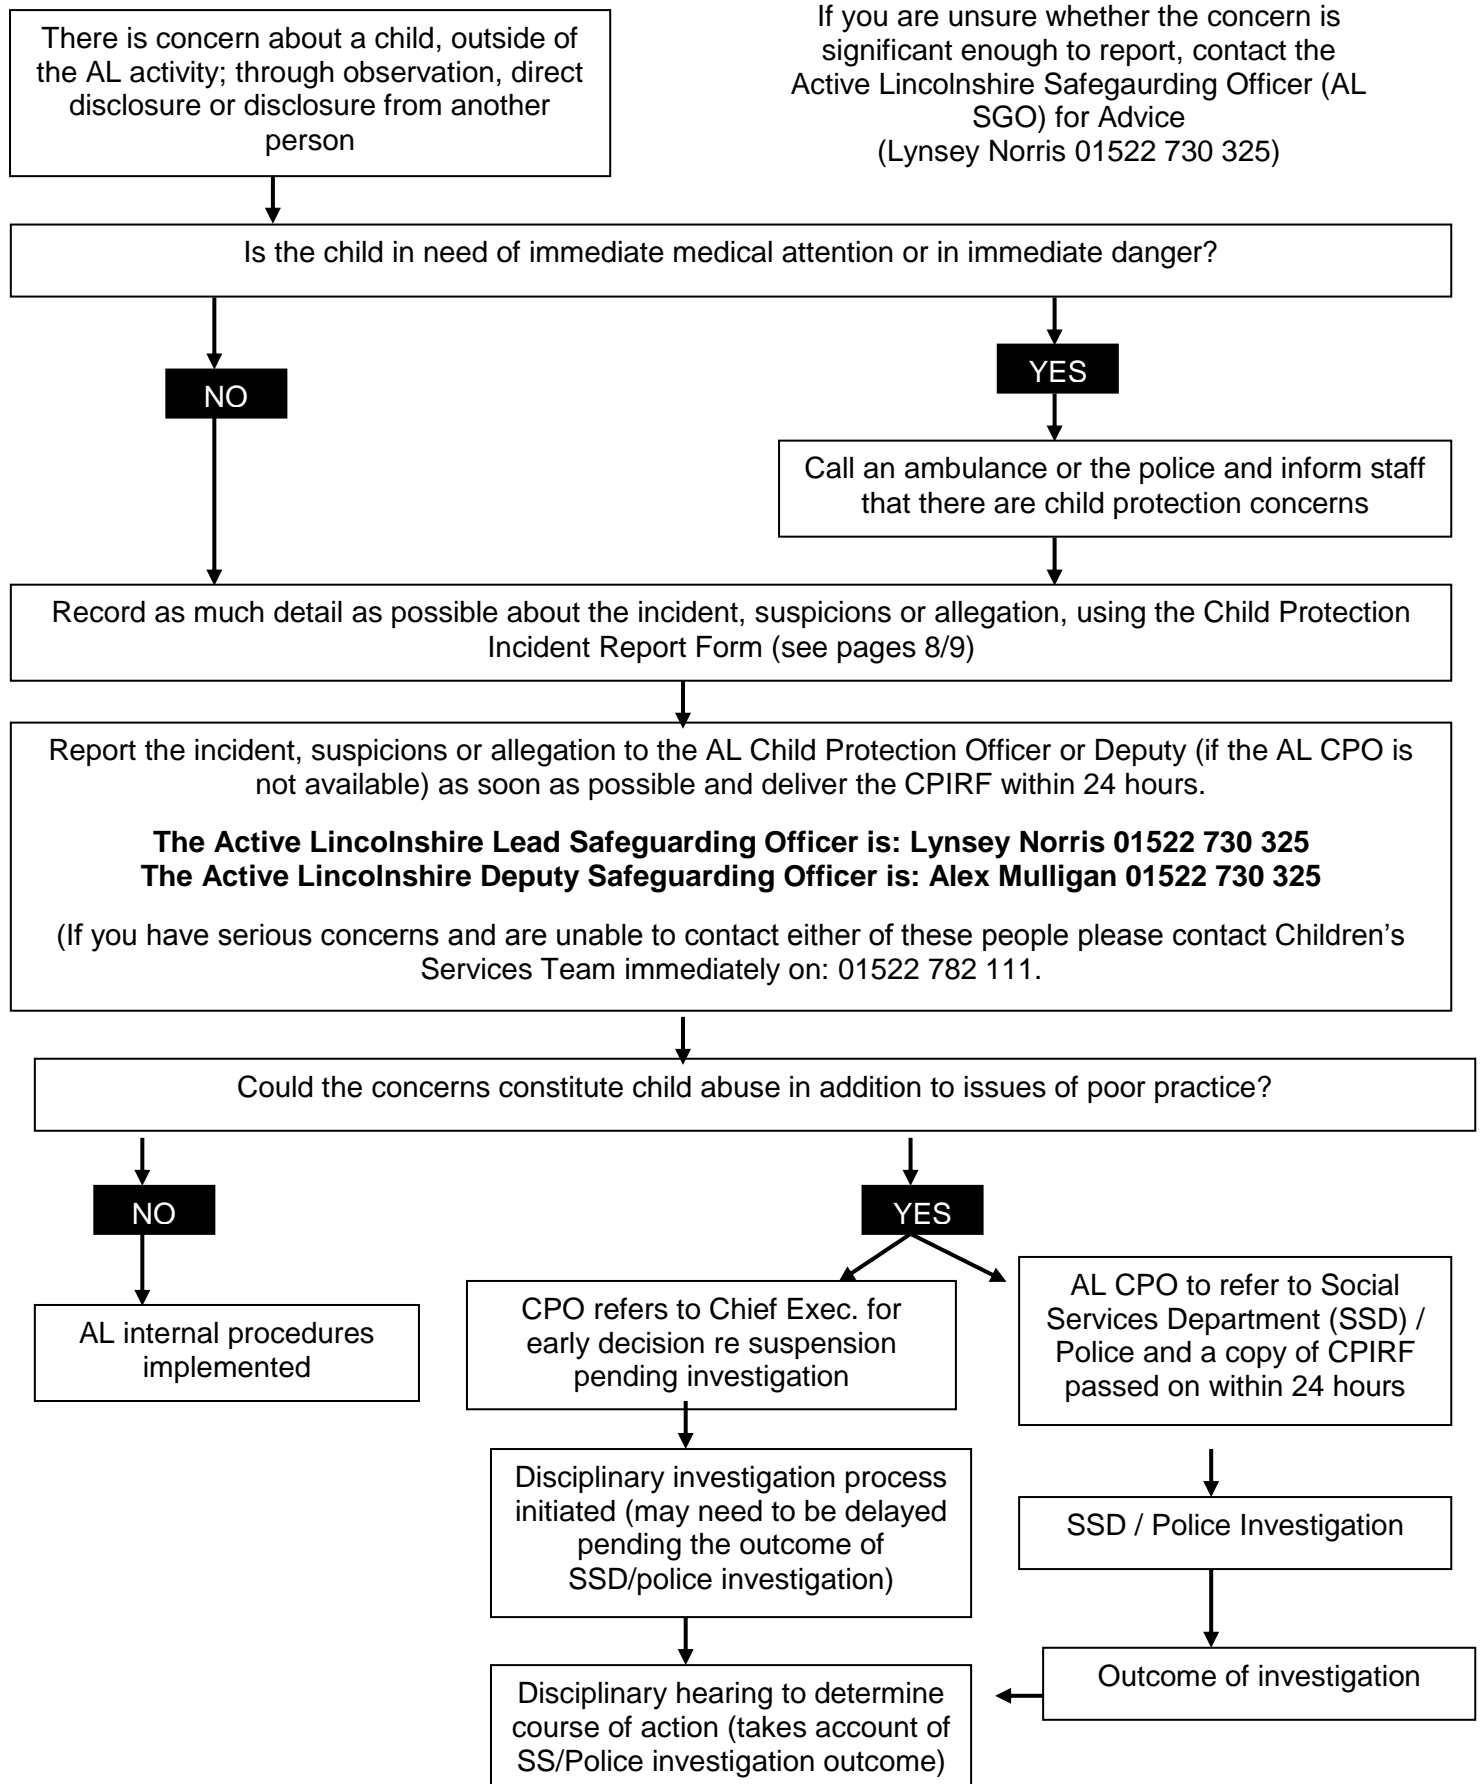 There is concern about a child, outside of
the AL activity; through observation, direct
disclosure or disclosure from another
person
If you are unsure whether the concern is
significant enough to report, contact the
Active Lincolnshire Safegaurding Officer (AL
SGO) for Advice
(Lynsey Norris 01522 730 325)
Is the child in need of immediate medical attention or in immediate danger?
NO
YES
Call an ambulance or the police and inform staff
that there are child protection concerns
Record as much detail as possible about the incident, suspicions or allegation, using the Child Protection
Incident Report Form (see pages 8/9)
Report the incident, suspicions or allegation to the AL Child Protection Officer or Deputy (if the AL CPO is
not available) as soon as possible and deliver the CPIRF within 24 hours.
The Active Lincolnshire Lead Safeguarding Officer is: Lynsey Norris 01522 730 325
The Active Lincolnshire Deputy Safeguarding Officer is: Alex Mulligan 01522 730 325
(If you have serious concerns and are unable to contact either of these people please contact Children’s
Services Team immediately on: 01522 782 111.
Could the concerns constitute child abuse in addition to issues of poor practice?
NO
YES
AL internal procedures
implemented
CPO refers to Chief Exec. for
early decision re suspension
pending investigation
AL CPO to refer to Social
Services Department (SSD) /
Police and a copy of CPIRF
passed on within 24 hours
Disciplinary investigation process
initiated (may need to be delayed
pending the outcome of
SSD/police investigation)
SSD / Police Investigation
Outcome of investigation
Disciplinary hearing to determine
course of action (takes account of
SS/Police investigation outcome)